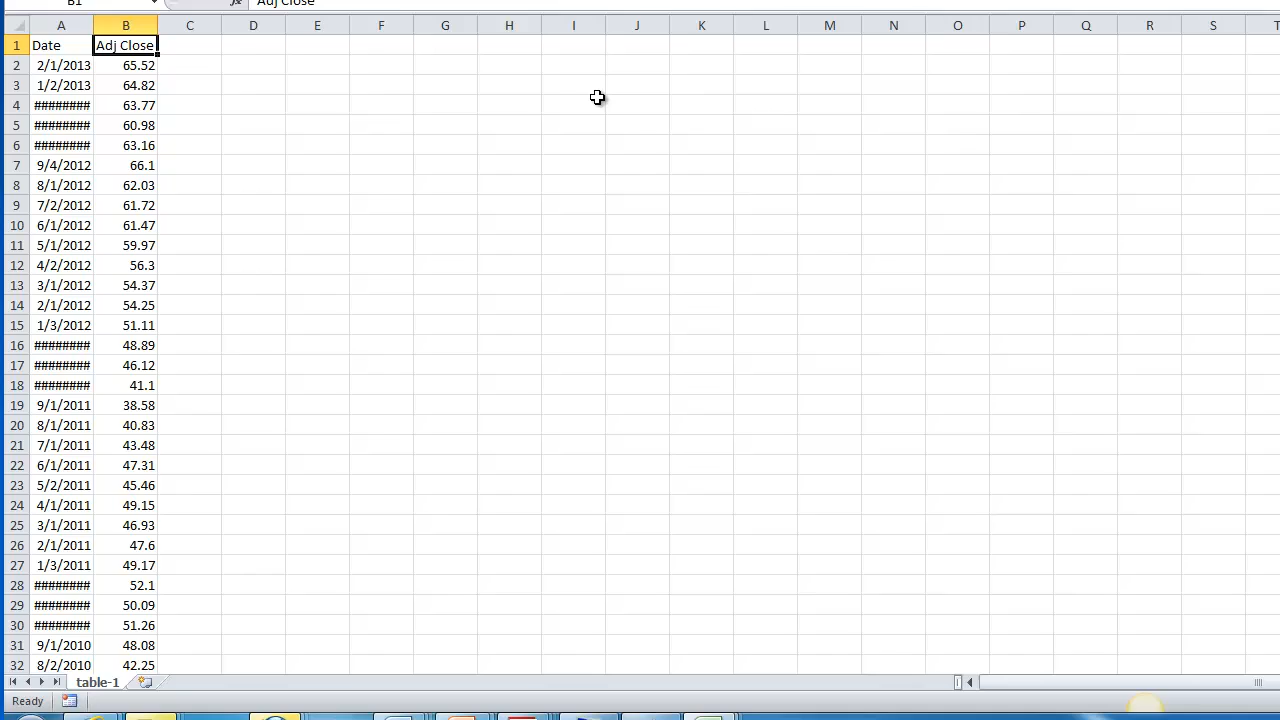 B1 Adj Close
A B C D E F G H I J K L M N O P Q R S T
1 Date Adj Close
2 2/1/2013 65.52
3 1/2/2013 64.82
4 ######## 63.77
5 ######## 60.98
6 ######## 63.16
7 9/4/2012 66.1
8 8/1/2012 62.03
9 7/2/2012 61.72
10 6/1/2012 61.47
11 5/1/2012 59.97
12 4/2/2012 56.3
13 3/1/2012 54.37
14 2/1/2012 54.25
15 1/3/2012 51.11
16 ######## 48.89
17 ######## 46.12
18 ######## 41.1
19 9/1/2011 38.58
20 8/1/2011 40.83
21 7/1/2011 43.48
22 6/1/2011 47.31
23 5/2/2011 45.46
24 4/1/2011 49.15
25 3/1/2011 46.93
26 2/1/2011 47.6
27 1/3/2011 49.17
28 ######## 52.1
29 ######## 50.09
30 ######## 51.26
31 9/1/2010 48.08
32 8/2/2010 42.25
table-1
Ready